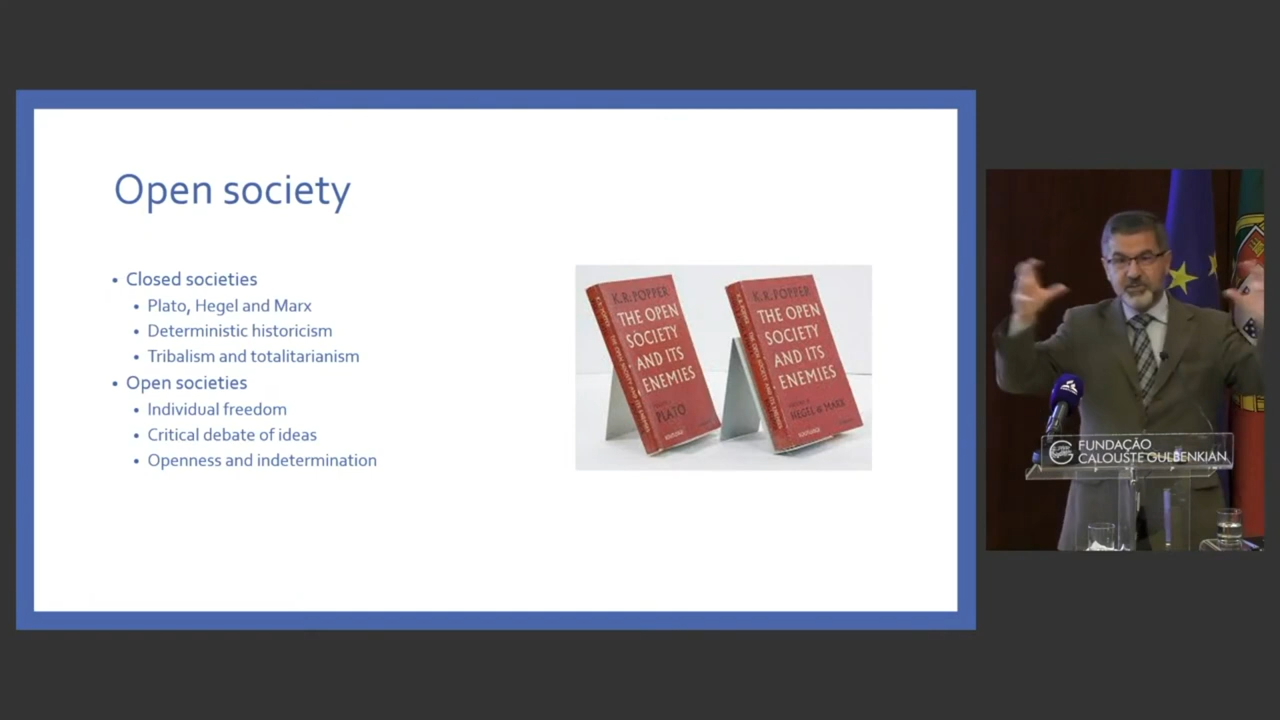 Open society
• Closed societies
• Plato, Hegel and Marx
• Deterministic historicism
• Tribalism and totalitarianism
• Open societies
• Individual freedom
• Critical debate of ideas
• Openness and indetermination
K.R. POPPER
THE OPEN
SOCIETY
AND ITS
ENEMIES
PLATO
K.R. POPPER
THE OPEN
SOCIETY
AND ITS
ENEMIES
HEGEL & MARX
FUNDAÇÃO
CALOUSTE GULBENKIAN